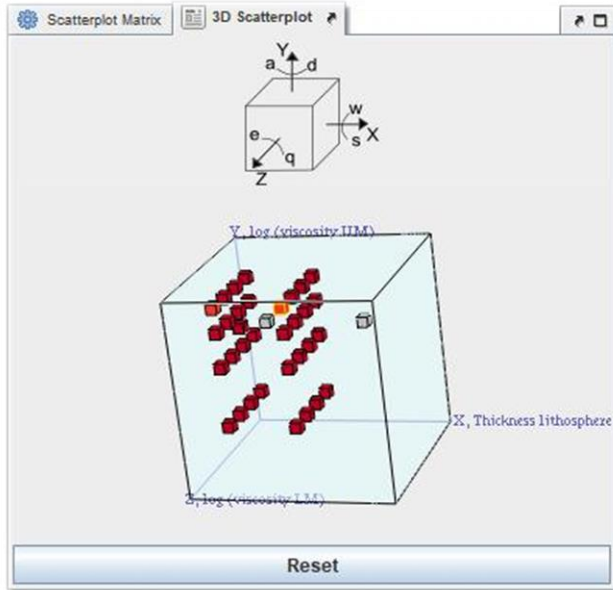 Scatterplot Matrix 3D Scatterplot
Y
a d
w
e X
s
q
Z
Y, log (viscosity UM)
X, Thickness lithosphere
Z, log (viscosity LM)
Reset